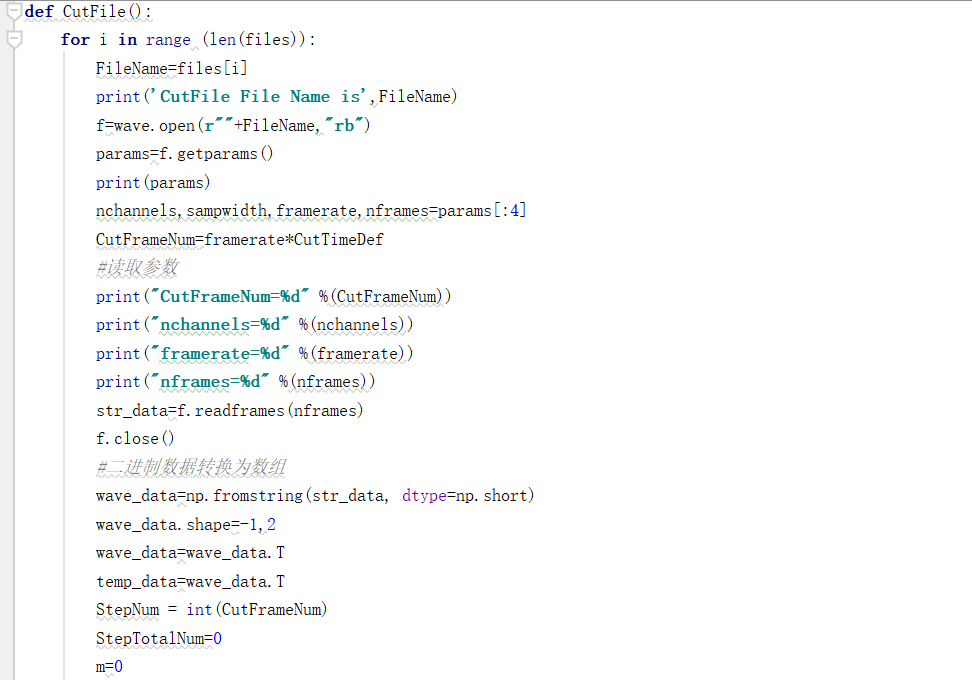 def CutFile():
    for i in range (len(files)):
        FileName=files[i]
        print('CutFile File Name is',FileName)
        f=wave.open(r""+FileName,"rb")
        params=f.getparams()
        print(params)
        nchannels,sampwidth,framerate,nframes=params[:4]
        CutFrameNum=framerate*CutTimeDef
        #读取参数
        print("CutFrameNum=%d" %(CutFrameNum))
        print("nchannels=%d" %(nchannels))
        print("framerate=%d" %(framerate))
        print("nframes=%d" %(nframes))
        str_data=f.readframes(nframes)
        f.close()
        #二进制数据转换为数组
        wave_data=np.fromstring(str_data, dtype=np.short)
        wave_data.shape=-1,2
        wave_data=wave_data.T
        temp_data=wave_data.T
        StepNum = int(CutFrameNum)
        StepTotalNum=0
        m=0